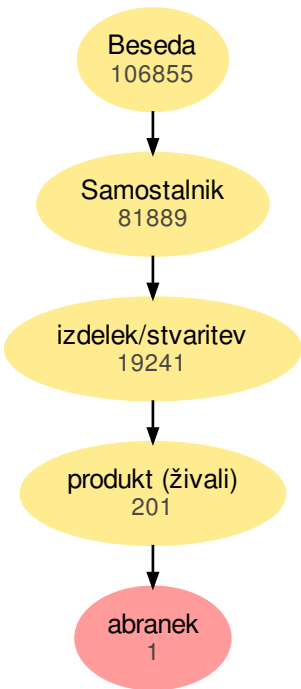 Beseda
106855
Samostalnik
81889
izdelek/stvaritev
19241
produkt (živali)
201
abranek
1